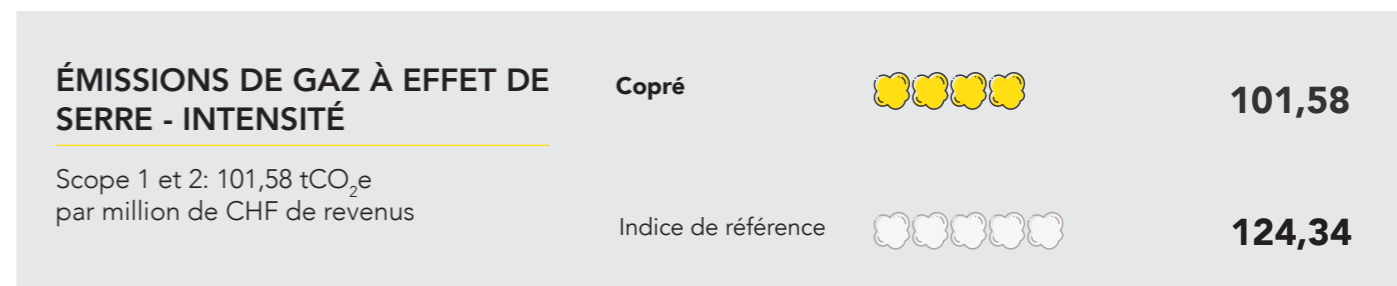 ÉMISSIONS DE GAZ À EFFET DE
SERRE - INTENSITÉ
Scope 1 et 2: 101,58 tCO₂e
par million de CHF de revenus
Copré
101,58
Indice de référence
124,34